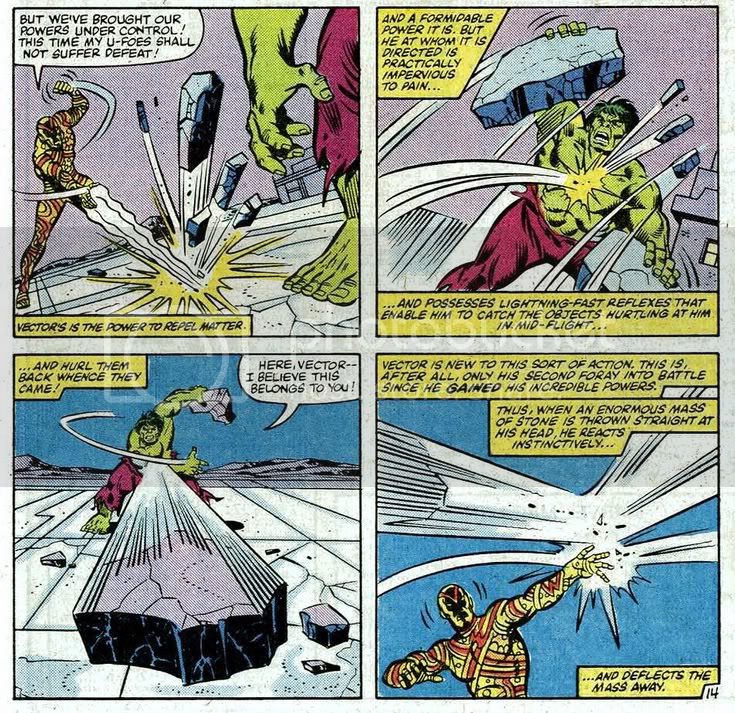 BUT WE'VE BROUGHT OUR
POWERS UNDER CONTROL!
THIS TIME MY U-FOES SHALL
NOT SUFFER DEFEAT!
VECTOR'S IS THE POWER TO REPEL MATTER.
AND A FORMIDABLE
POWER IT IS. BUT
HE AT WHOM IT IS
DIRECTED IS
PRACTICALLY
IMPERVIOUS
TO PAIN...
...AND POSSESSES LIGHTNING-FAST REFLEXES THAT
ENABLE HIM TO CATCH THE OBJECTS HURTLING AT HIM
IN MID-FLIGHT...
...AND HURL THEM
BACK WHENCE THEY
CAME!
HERE, VECTOR--
I BELIEVE THIS
BELONGS TO YOU!
VECTOR IS NEW TO THIS SORT OF ACTION. THIS IS,
AFTER ALL, ONLY HIS SECOND FORAY INTO BATTLE
SINCE HE GAINED HIS INCREDIBLE POWERS.
THUS, WHEN AN ENORMOUS MASS
OF STONE IS THROWN STRAIGHT AT
HIS HEAD, HE REACTS
INSTINCTIVELY...
...AND DEFLECTS THE
MASS AWAY.
14